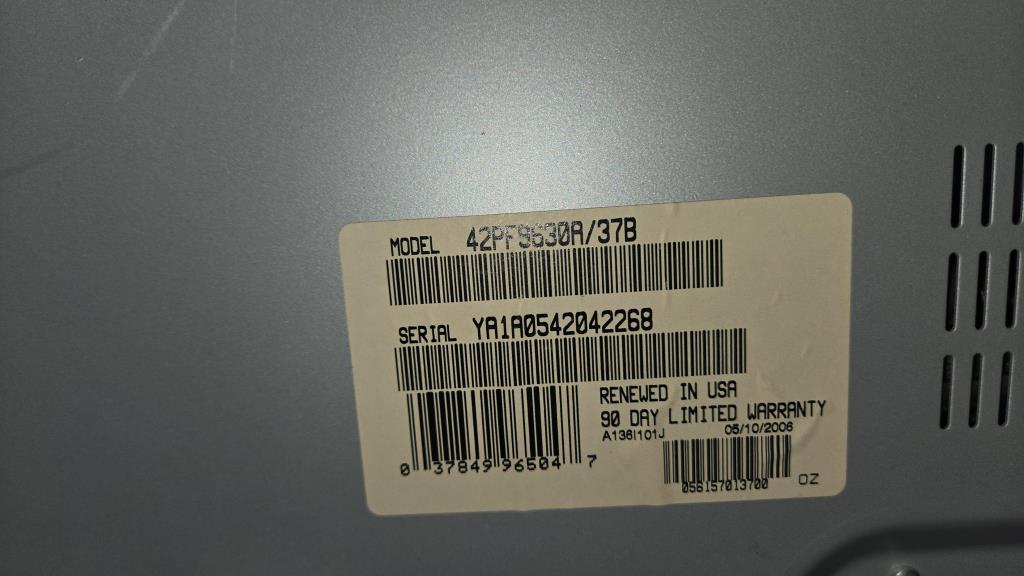 MODEL 42PF9630A/37B
SERIAL YA1A0542042268
RENEWED IN USA
90 DAY LIMITED WARRANTY
A136I101J 05/10/2006
0 37849 96504 7
056157013700 OZ